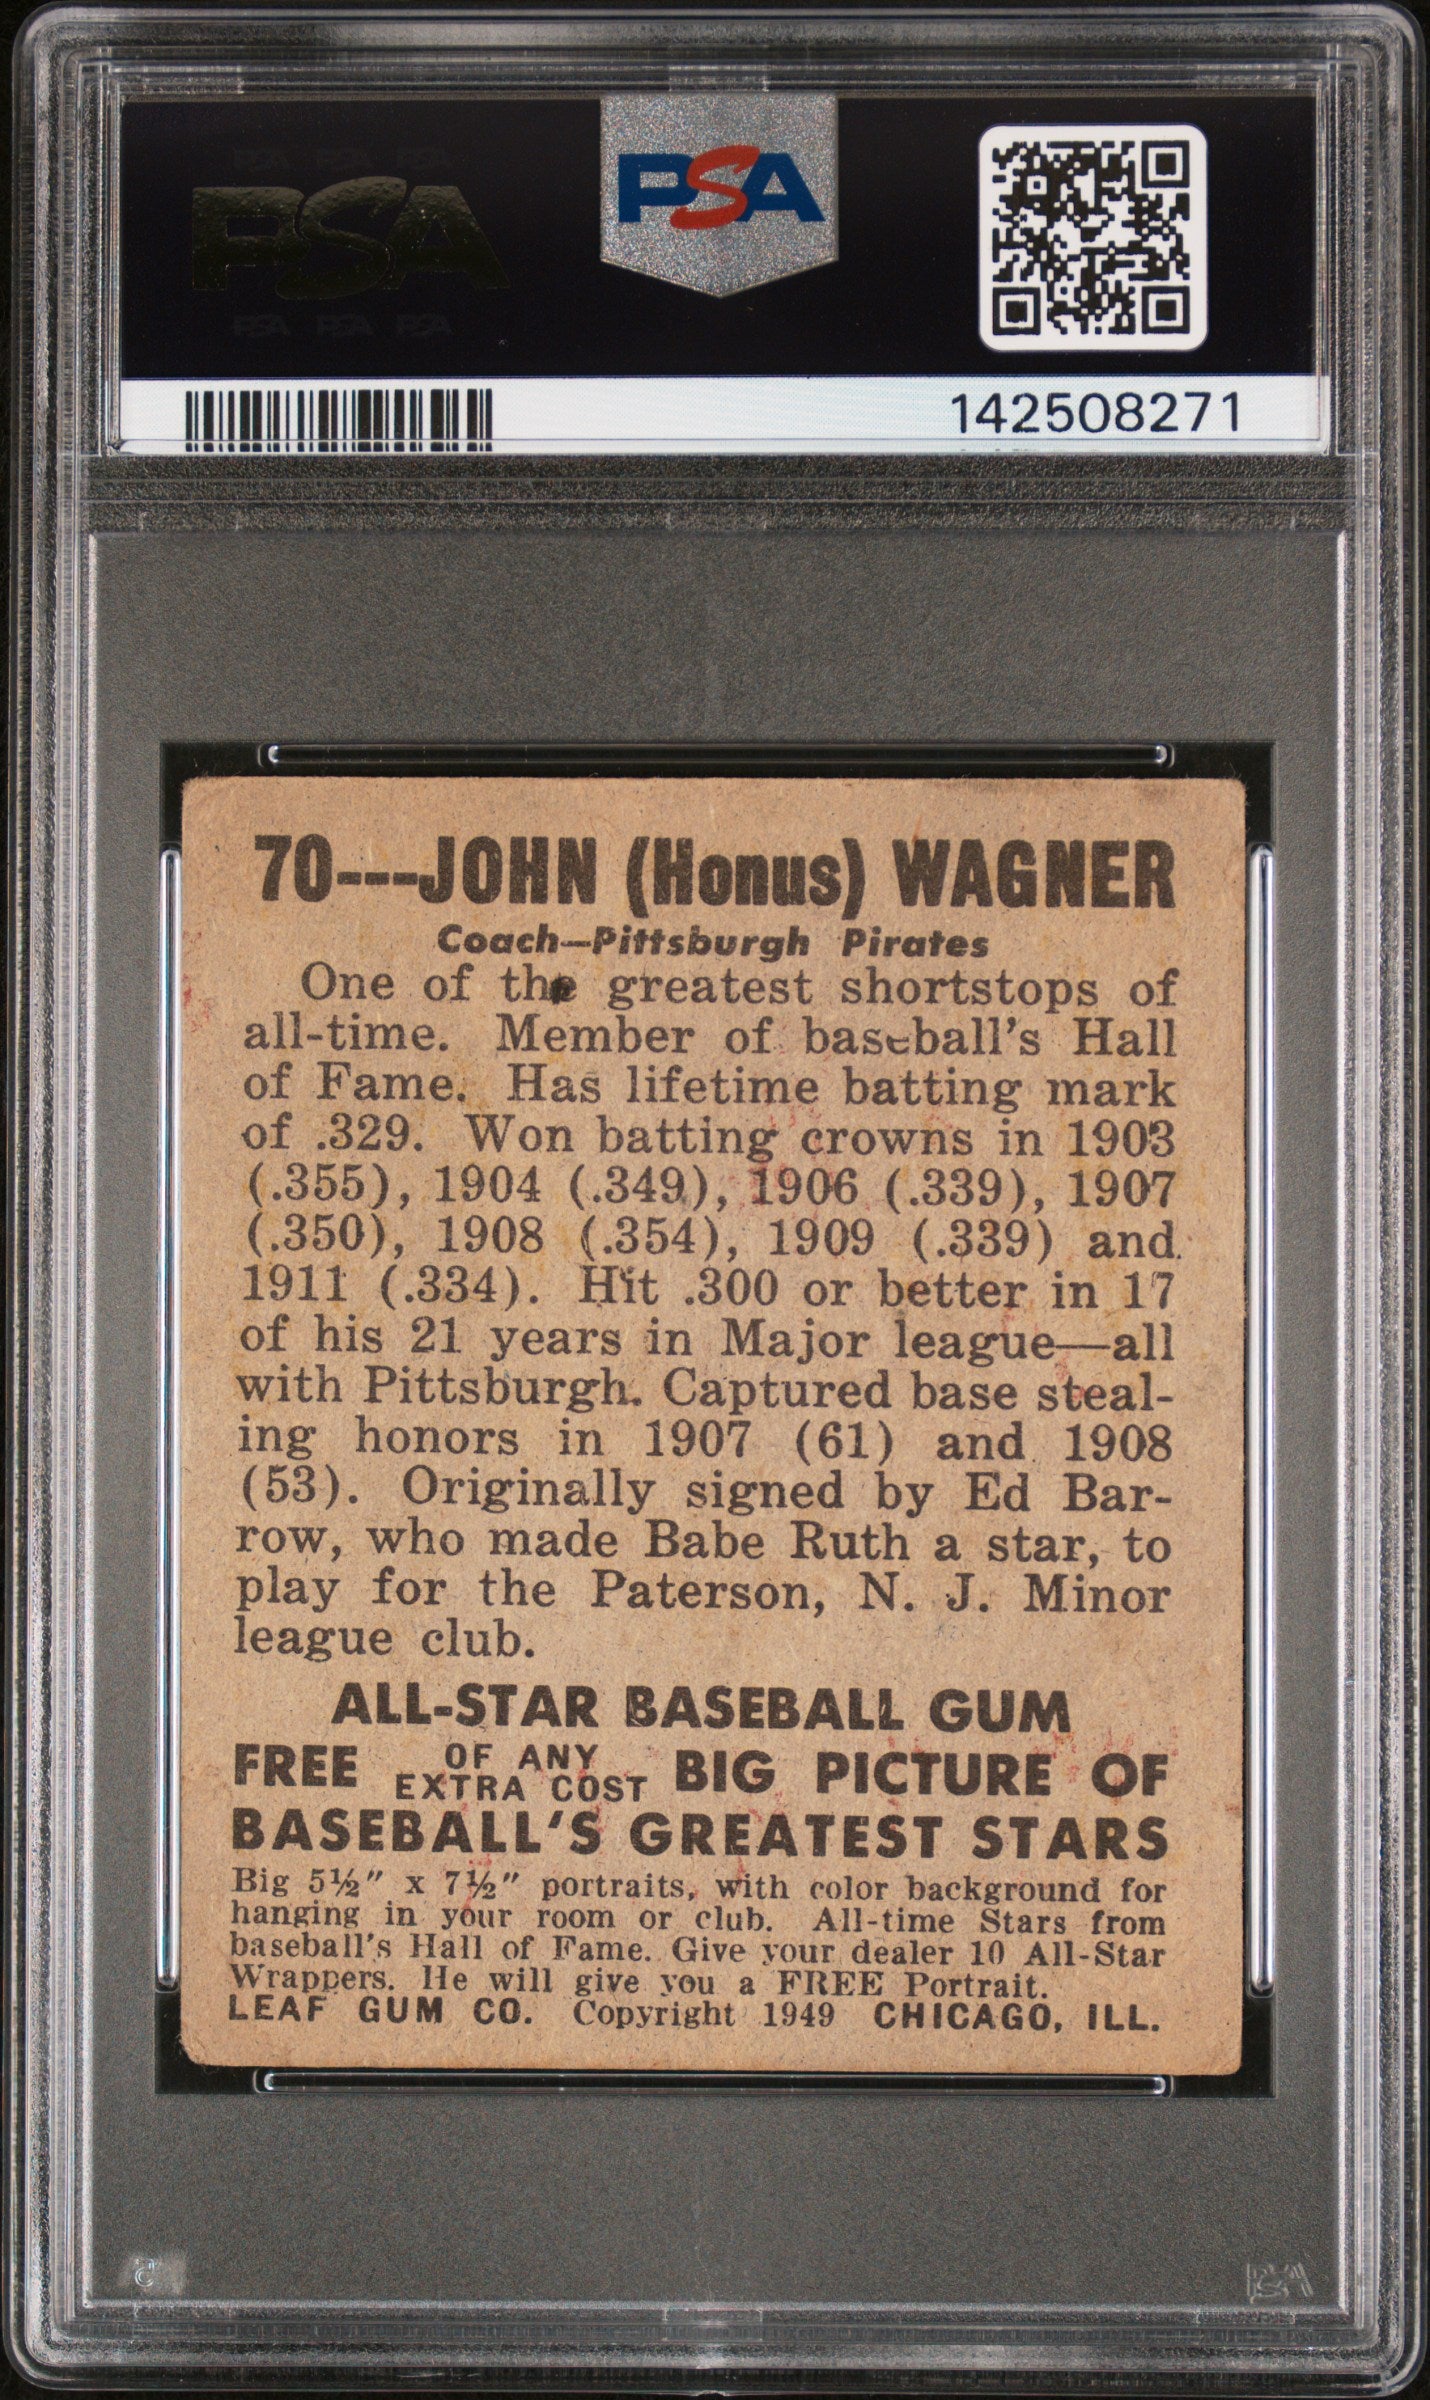 PSA PSA PSA
PSA
PSA PSA PSA
PSA
142508271
70---JOHN (Honus) WAGNER
Coach—Pittsburgh Pirates
One of the greatest shortstops of
all-time. Member of baseball's Hall
of Fame. Has lifetime batting mark
of .329. Won batting crowns in 1903
(.355), 1904 (.349), 1906 (.339), 1907
(.350), 1908 (.354), 1909 (.339) and
1911 (.334). Hit .300 or better in 17
of his 21 years in Major league—all
with Pittsburgh. Captured base steal-
ing honors in 1907 (61) and 1908
(53). Originally signed by Ed Bar-
row, who made Babe Ruth a star, to
play for the Paterson, N. J. Minor
league club.
ALL-STAR BASEBALL GUM
FREE OF ANY EXTRA COST BIG PICTURE OF
BASEBALL'S GREATEST STARS
Big 5½" x 7½" portraits, with color background for
hanging in your room or club. All-time Stars from
baseball's Hall of Fame. Give your dealer 10 All-Star
Wrappers. He will give you a FREE Portrait.
LEAF GUM CO. Copyright 1949 CHICAGO, ILL.
PSA